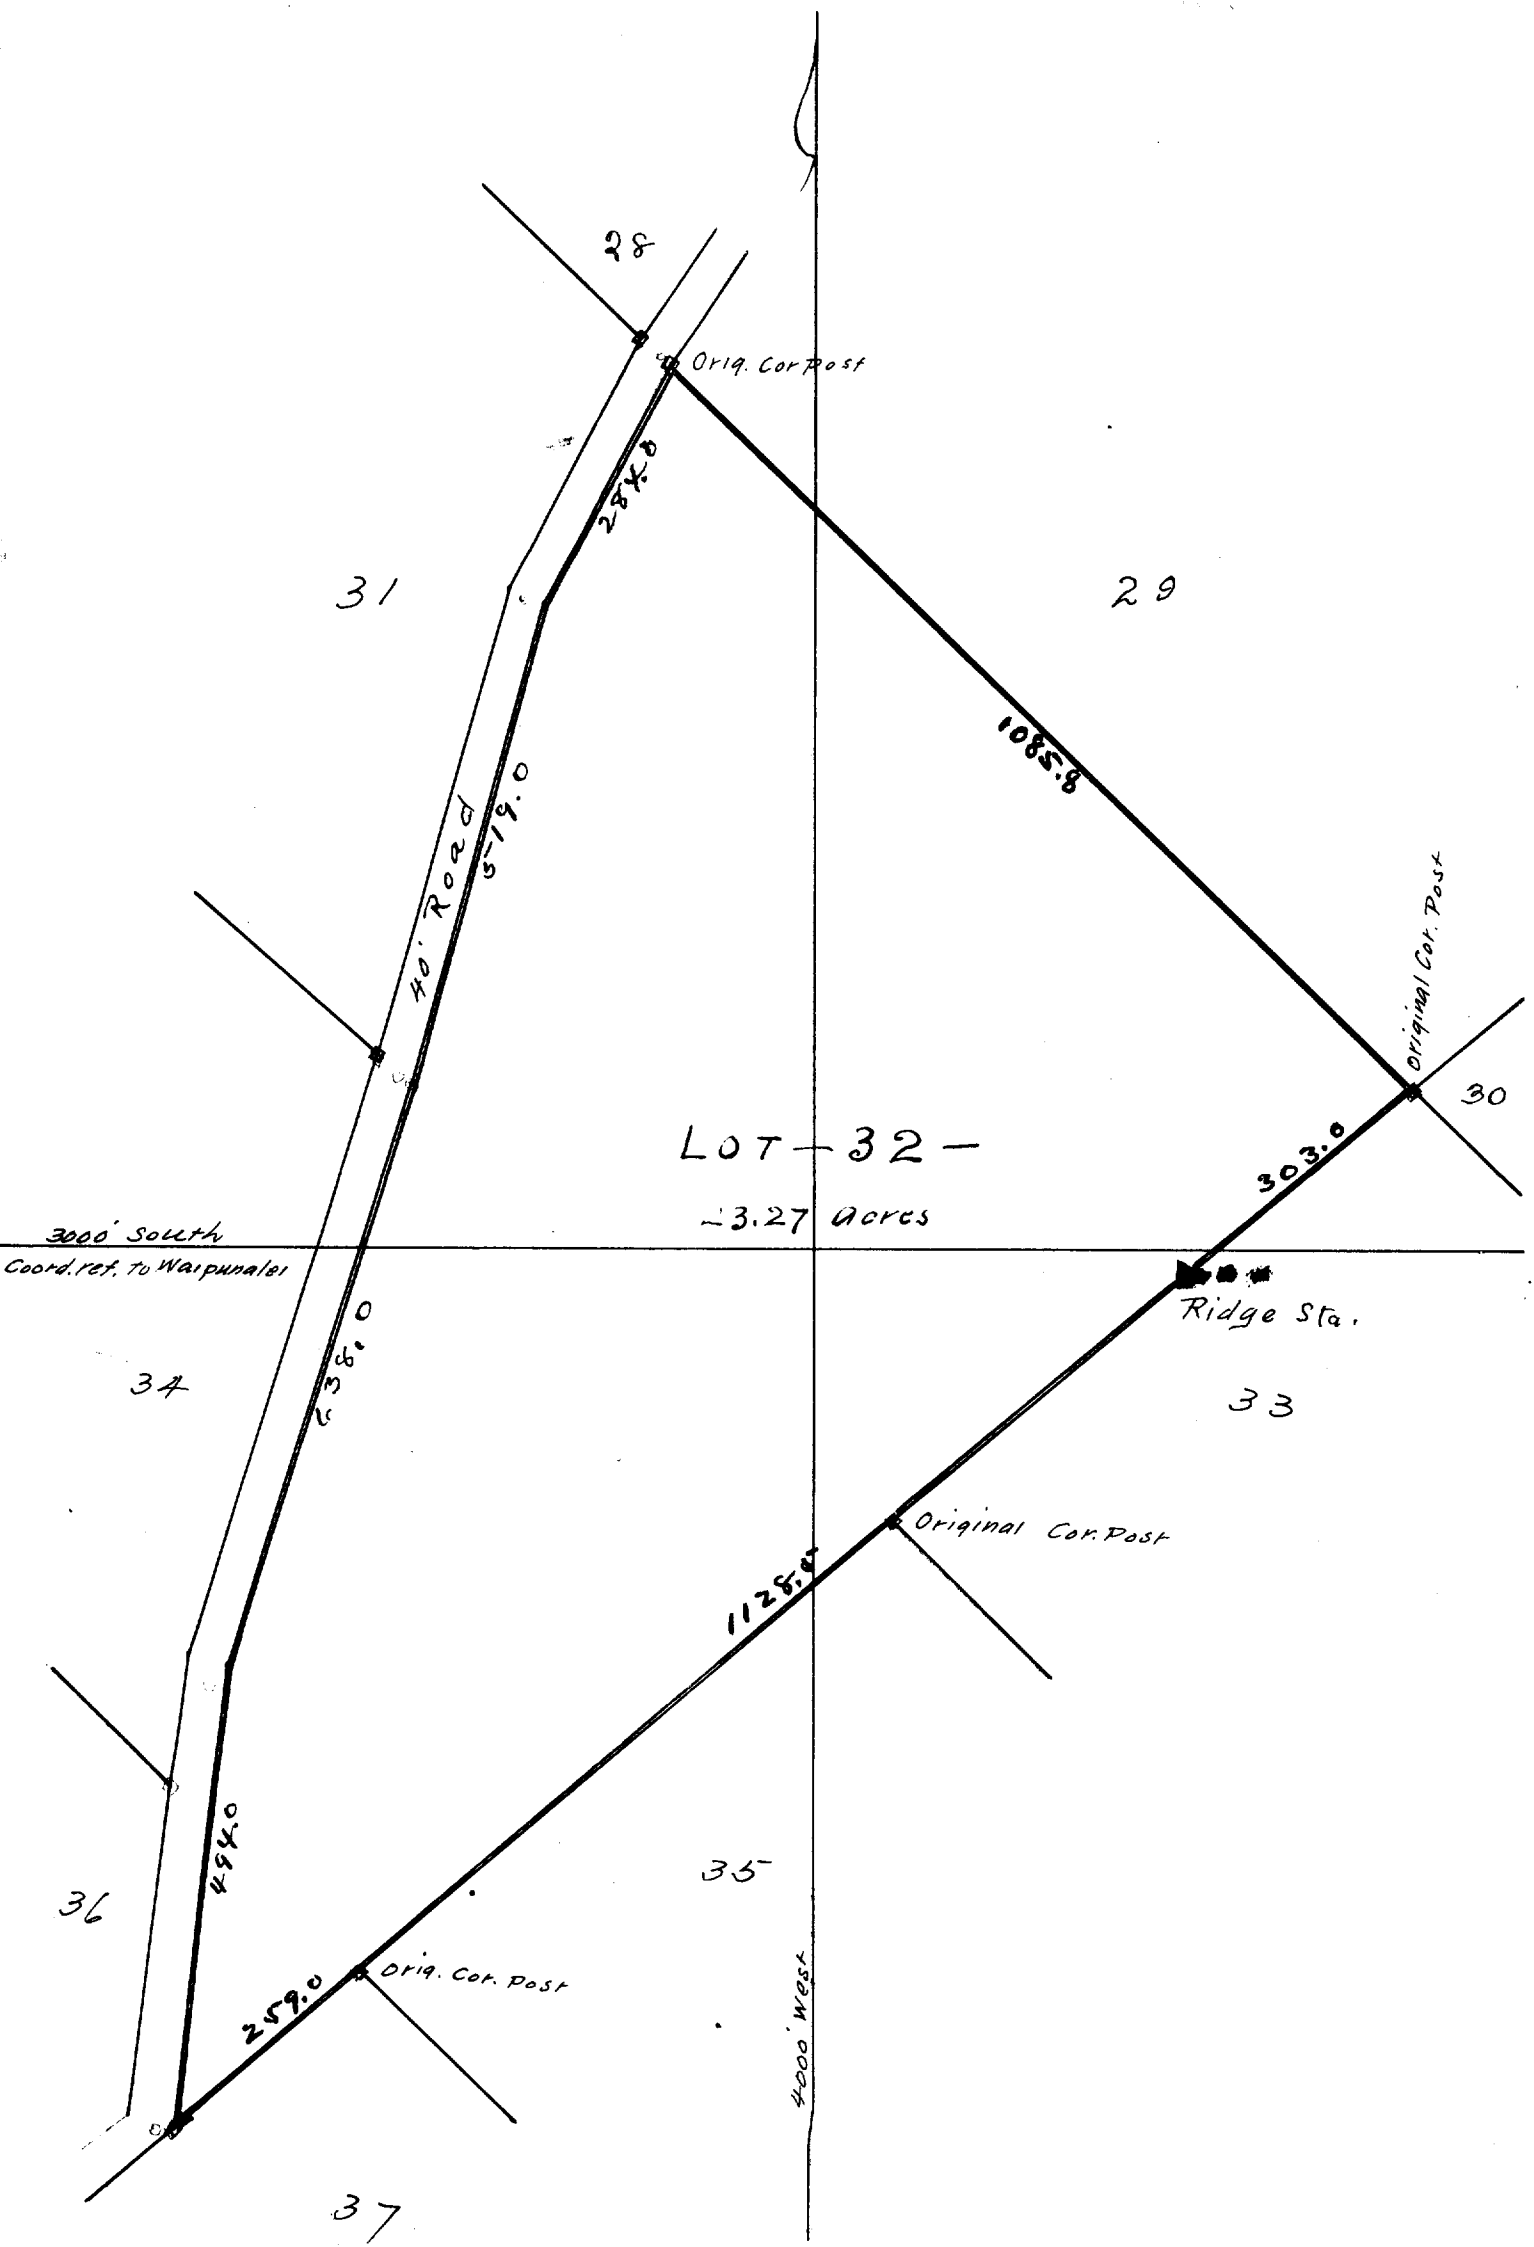 28
Orig. Cor Post
284.0
31
29
1085.8
519.0
40' Road
Original Cor. Post
30
303.0
LOT - 32 -
3.27 Acres
3000' South
Coord. ref. to Waipunalei
Ridge Sta.
638.0
34
33
Original Cor. Post
1128.
494.0
35
36
Orig. Cor. Post
259.0
4000' West
37